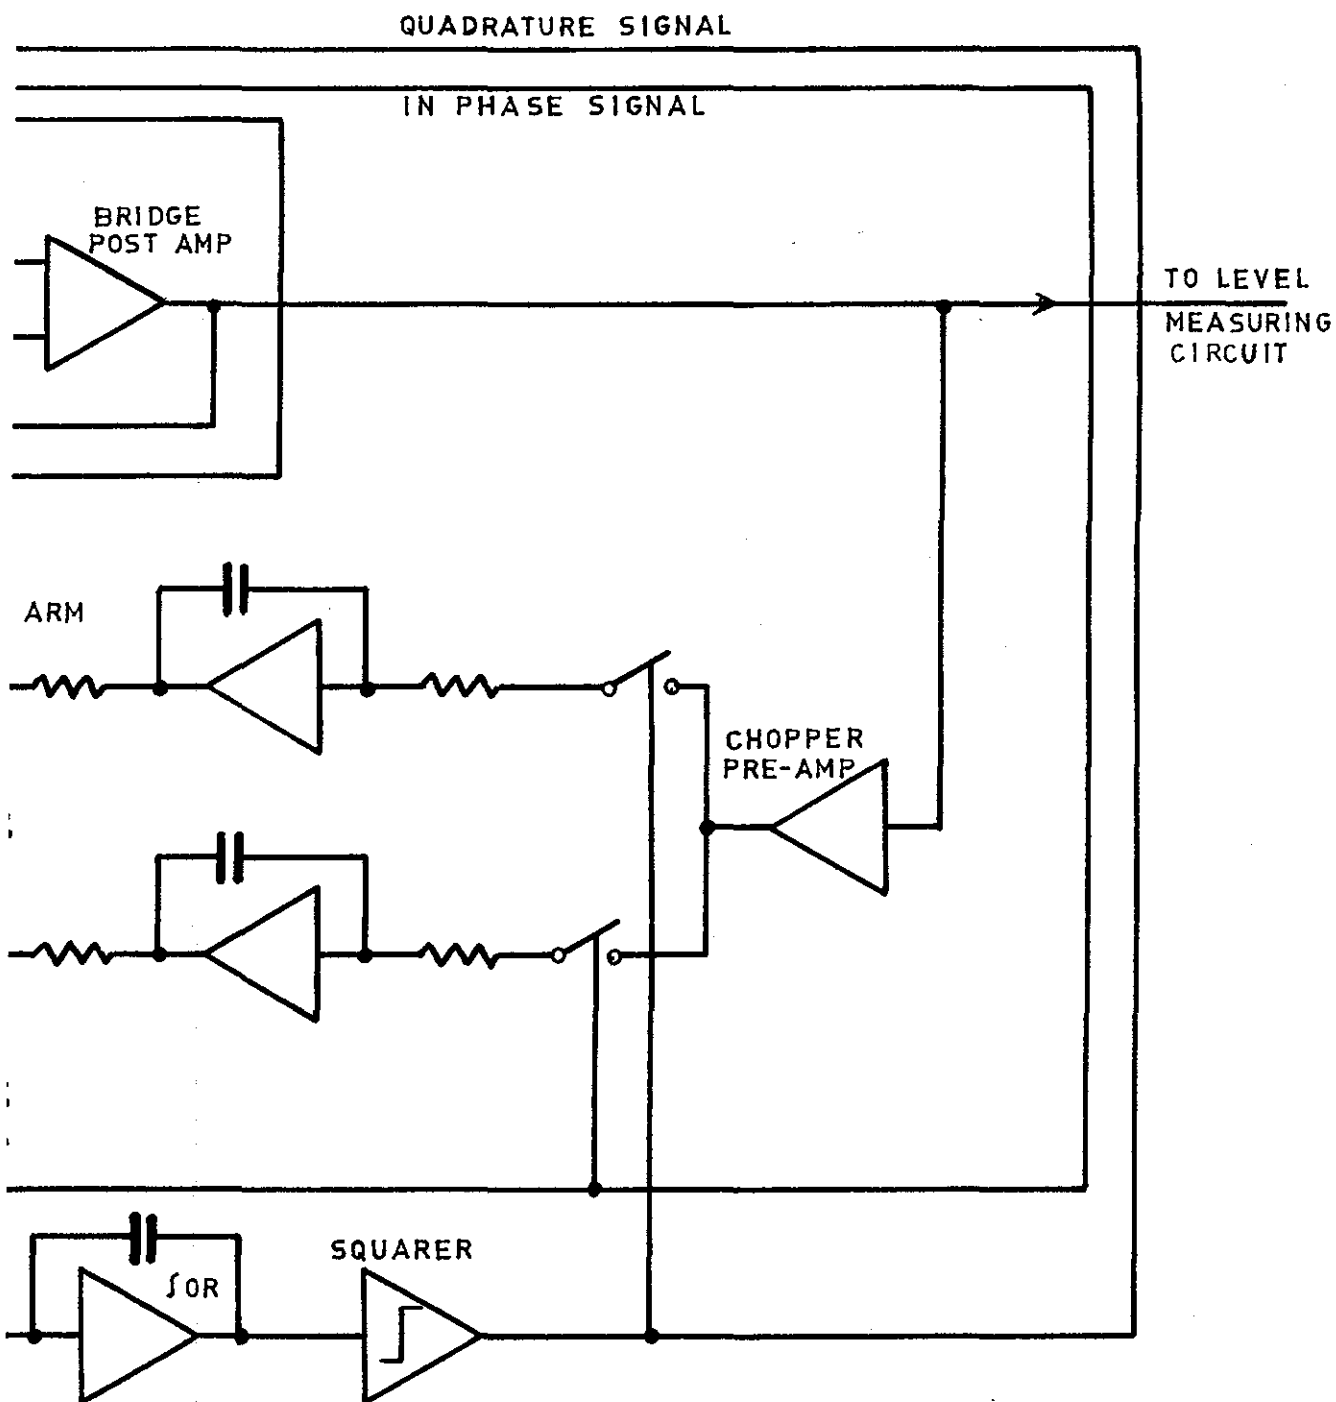 QUADRATURE SIGNAL
IN PHASE SIGNAL
BRIDGE
POST AMP
TO LEVEL
MEASURING
CIRCUIT
ARM
CHOPPER
PRE-AMP
SQUARER
∫OR